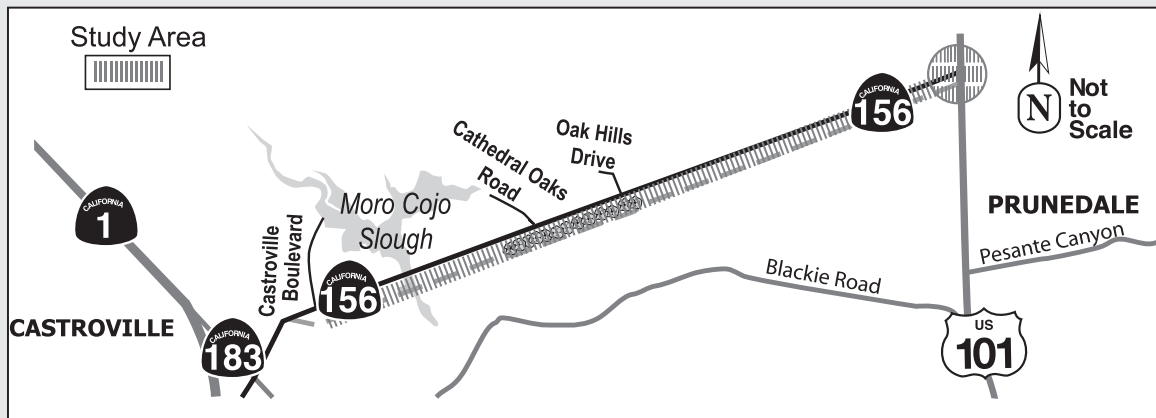 Study Area
CALIFORNIA
156
N
Not
to
Scale
Oak Hills
Drive
Cathedral Oaks
Road
CALIFORNIA
1
Moro Cojo
Slough
PRUNEDALE
Pesante Canyon
Castroville
Boulevard
CALIFORNIA
156
Blackie Road
CASTROVILLE
CALIFORNIA
183
US
101